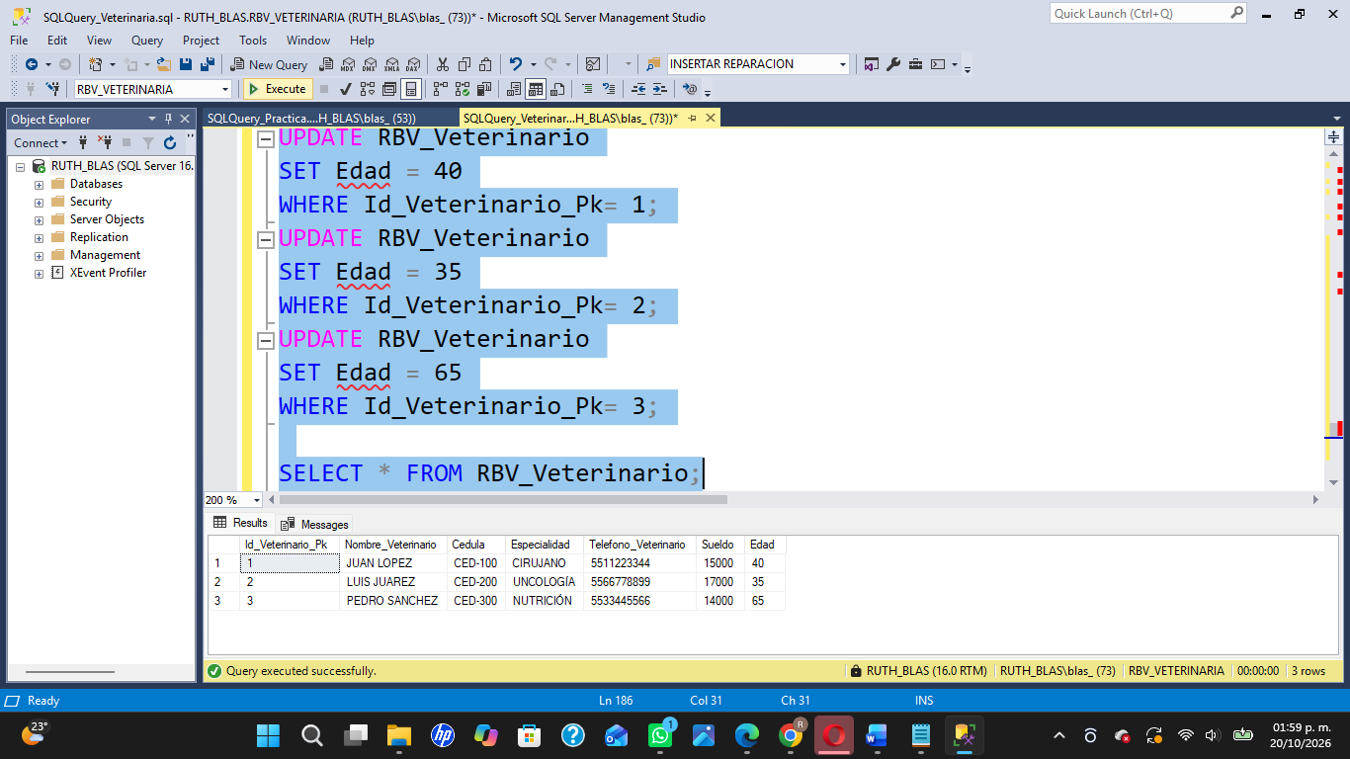 SQLQuery_Veterinaria.sql - RUTH_BLAS.RBV_VETERINARIA (RUTH_BLAS\blas_ (73))* - Microsoft SQL Server Management Studio
Quick Launch (Ctrl+Q)
File Edit View Query Project Tools Window Help
New Query
MDX DMX XMLA DAX
INSERTAR REPARACION
RBV_VETERINARIA
Execute
Object Explorer
SQLQuery_Practica....H_BLAS\blas_ (53))
SQLQuery_Veterinar...H_BLAS\blas_ (73))*
Connect
RUTH_BLAS (SQL Server 16.
Databases
Security
Server Objects
Replication
Management
XEvent Profiler
UPDATE RBV_Veterinario
SET Edad = 40
WHERE Id_Veterinario_Pk= 1;
UPDATE RBV_Veterinario
SET Edad = 35
WHERE Id_Veterinario_Pk= 2;
UPDATE RBV_Veterinario
SET Edad = 65
WHERE Id_Veterinario_Pk= 3;
SELECT * FROM RBV_Veterinario;
200 %
Results Messages
Id_Veterinario_Pk Nombre_Veterinario Cedula Especialidad Telefono_Veterinario Sueldo Edad
1 1 JUAN LOPEZ CED-100 CIRUJANO 5511223344 15000 40
2 2 LUIS JUAREZ CED-200 UNCOLOGÍA 5566778899 17000 35
3 3 PEDRO SANCHEZ CED-300 NUTRICIÓN 5533445566 14000 65
Query executed successfully.
RUTH_BLAS (16.0 RTM) RUTH_BLAS\blas_ (73) RBV_VETERINARIA 00:00:00 3 rows
Ready Ln 186 Col 31 Ch 31 INS
23°
hp
1
R
01:59 p. m.
20/10/2026